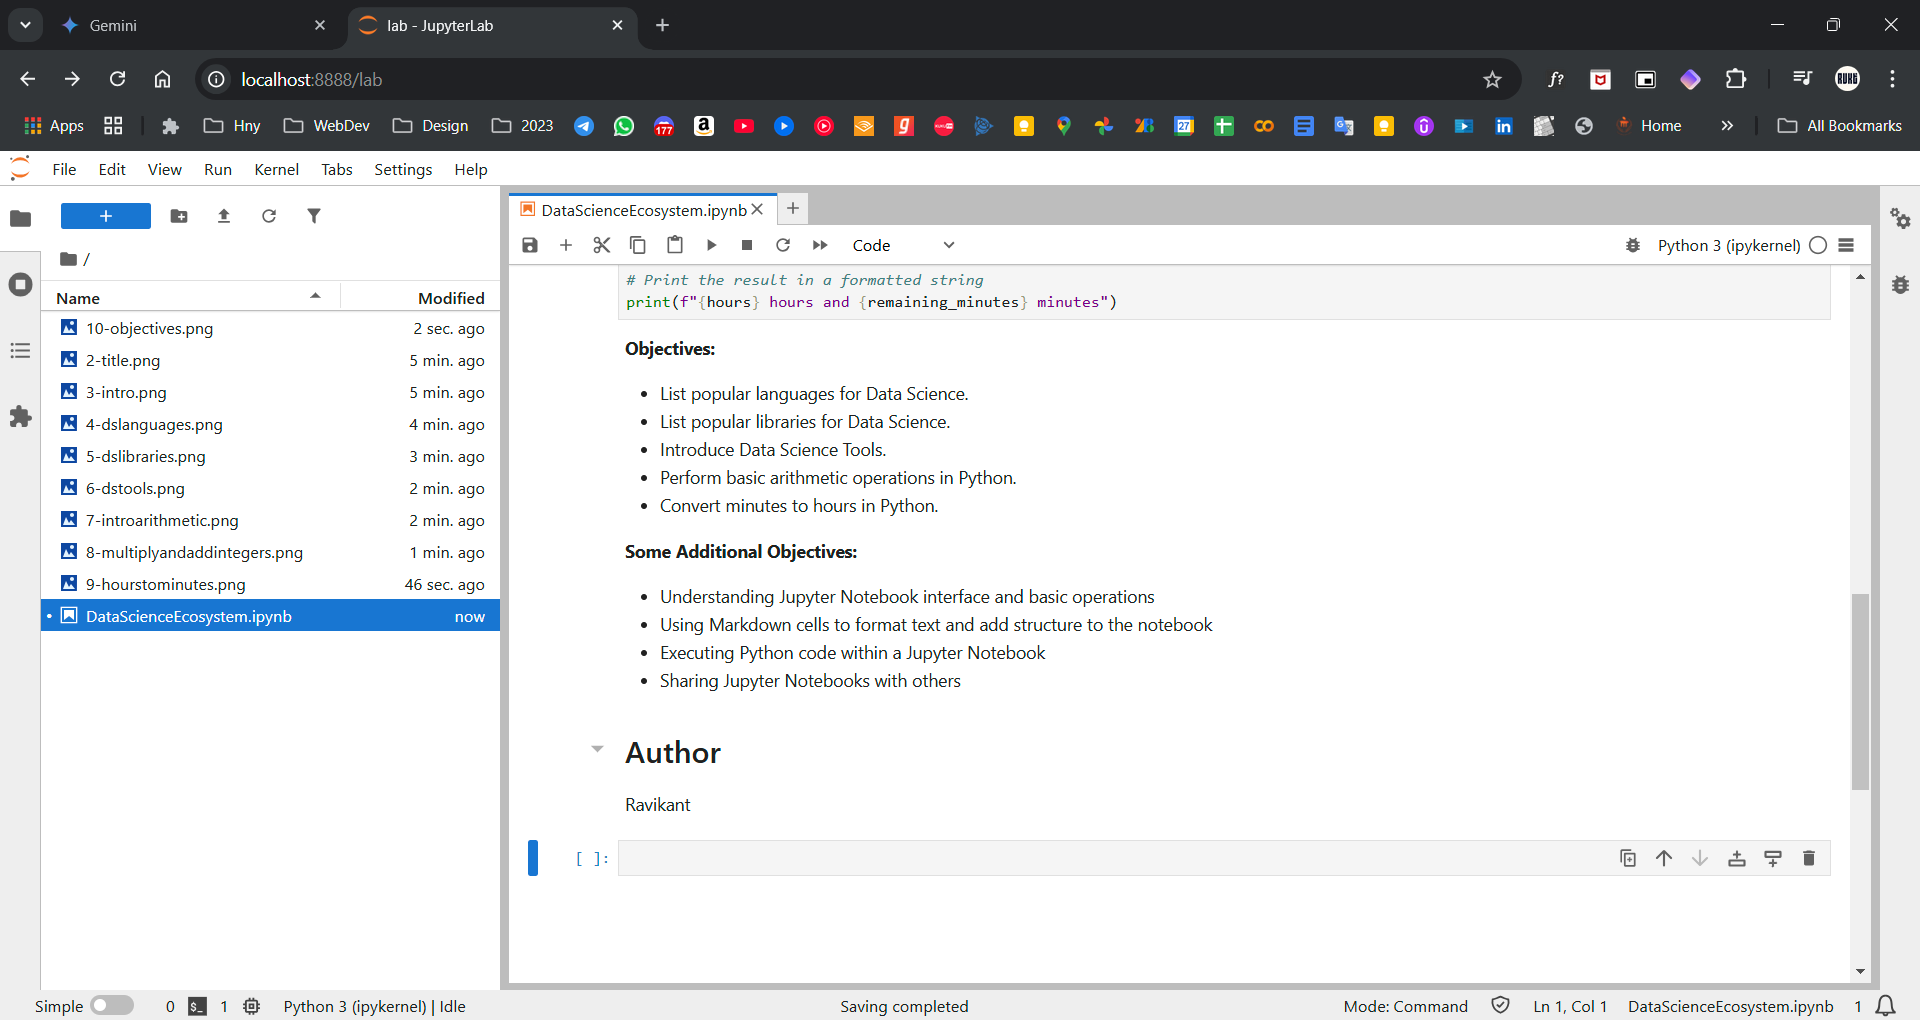 Gemini
lab - JupyterLab
localhost:8888/lab
f?
RUKE
Apps
Hny
WebDev
Design
2023
177
27
Home
All Bookmarks
File Edit View Run Kernel Tabs Settings Help
DataScienceEcosystem.ipynb
Code
Python 3 (ipykernel)
/
Name Modified
10-objectives.png 2 sec. ago
2-title.png 5 min. ago
3-intro.png 5 min. ago
4-dslanguages.png 4 min. ago
5-dslibraries.png 3 min. ago
6-dstools.png 2 min. ago
7-introarithmetic.png 2 min. ago
8-multiplyandaddintegers.png 1 min. ago
9-hourstominutes.png 46 sec. ago
DataScienceEcosystem.ipynb now
# Print the result in a formatted string
print(f"{hours} hours and {remaining_minutes} minutes")
Objectives:
• List popular languages for Data Science.
• List popular libraries for Data Science.
• Introduce Data Science Tools.
• Perform basic arithmetic operations in Python.
• Convert minutes to hours in Python.
Some Additional Objectives:
• Understanding Jupyter Notebook interface and basic operations
• Using Markdown cells to format text and add structure to the notebook
• Executing Python code within a Jupyter Notebook
• Sharing Jupyter Notebooks with others
Author
Ravikant
[ ]:
Simple 0 $_ 1 Python 3 (ipykernel) | Idle Saving completed Mode: Command Ln 1, Col 1 DataScienceEcosystem.ipynb 1